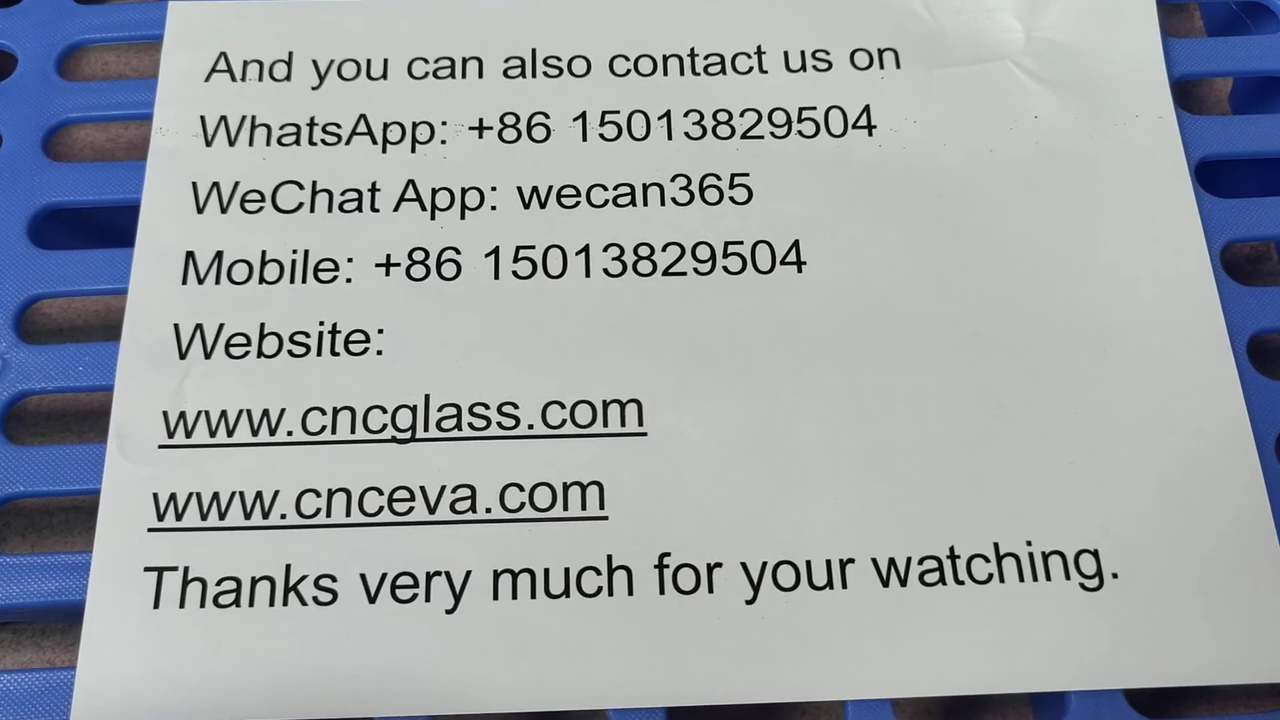 And you can also contact us on
WhatsApp: +86 15013829504
WeChat App: wecan365
Mobile: +86 15013829504
Website:
www.cncglass.com
www.cnceva.com
Thanks very much for your watching.